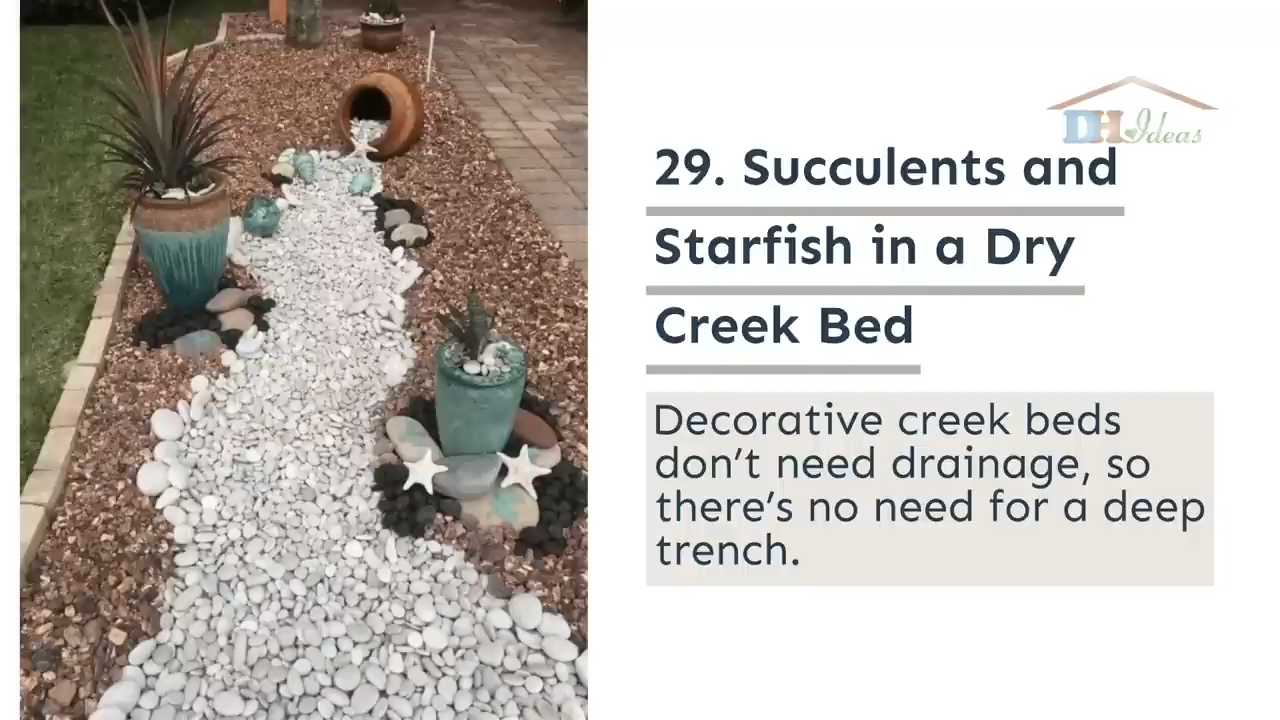 DH Ideas
29. Succulents and
Starfish in a Dry
Creek Bed
Decorative creek beds
don’t need drainage, so
there’s no need for a deep
trench.